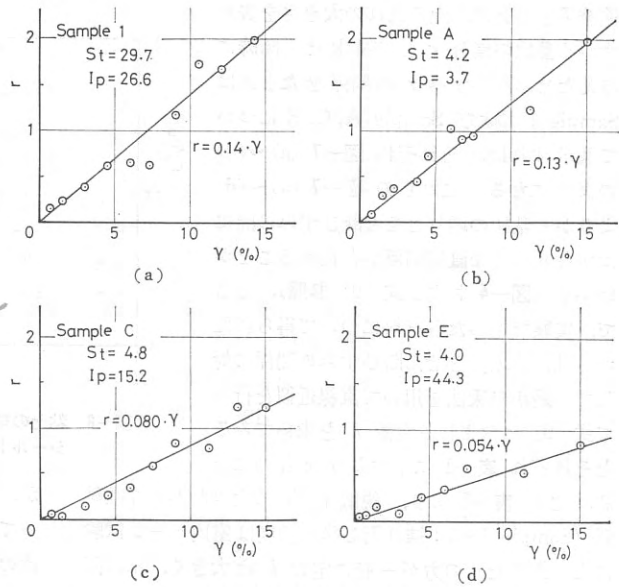 2
Sample 1
St=29.7
Ip=26.6
r
1
r=0.14·γ
0
5
10
15
γ (%)
(a)
2
Sample A
St=4.2
Ip=3.7
r
1
r=0.13·γ
0
5
10
15
γ (%)
(b)
2
Sample C
St=4.8
Ip=15.2
r
1
r=0.080·γ
0
5
10
15
γ (%)
(c)
2
Sample E
St=4.0
Ip=44.3
r
1
r=0.054·γ
0
5
10
15
γ (%)
(d)